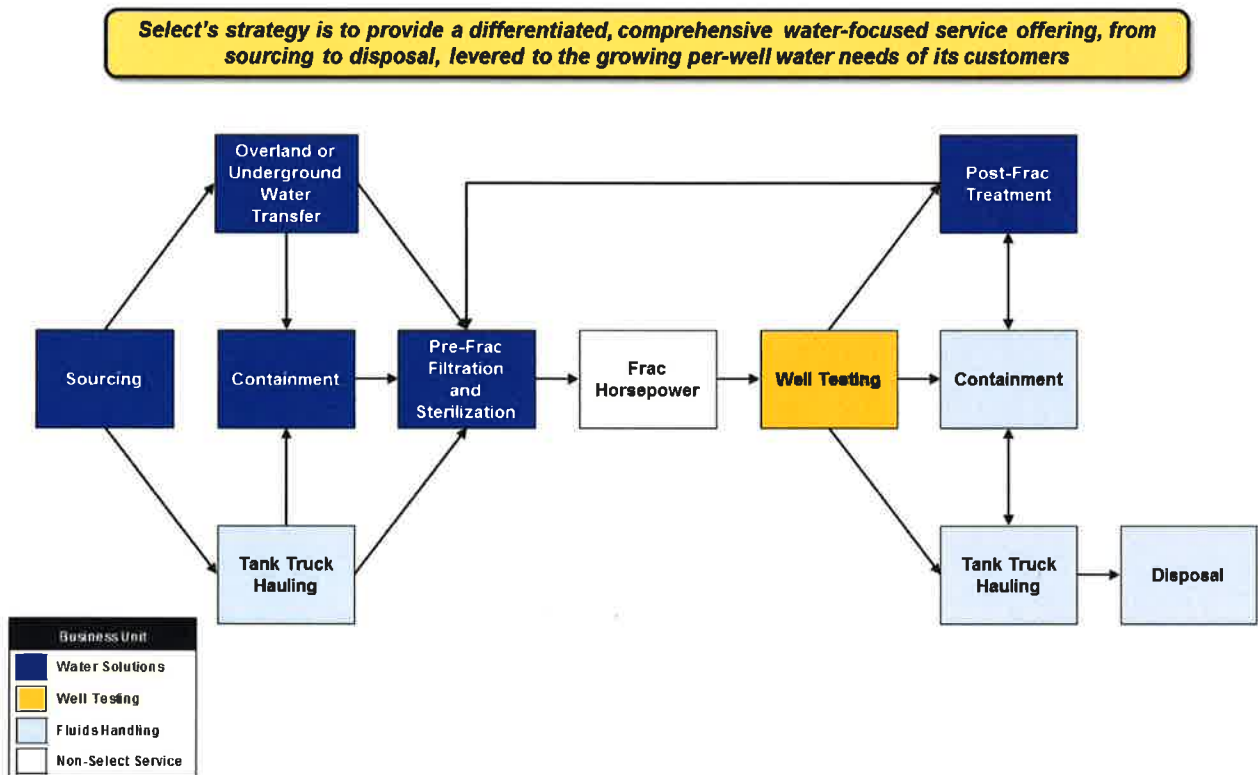 Select's strategy is to provide a differentiated, comprehensive water-focused service offering, from
sourcing to disposal, levered to the growing per-well water needs of its customers
Overland or
Underground
Water
Transfer
Post-Frac
Treatment
Sourcing
Containment
Pre-Frac
Filtration
and
Sterilization
Frac
Horsepower
Well Testing
Containment
Tank Truck
Hauling
Tank Truck
Hauling
Disposal
Business Unit
Water Solutions
Well Testing
Fluids Handling
Non-Select Service